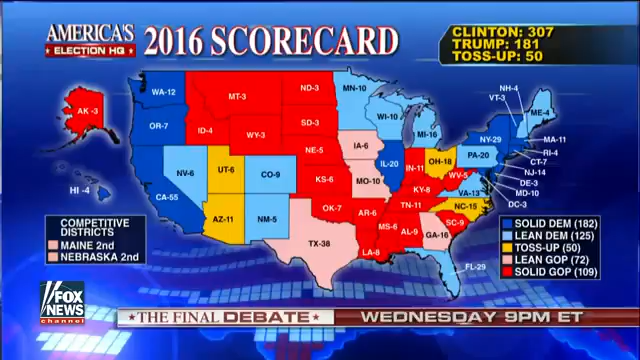 AMERICA'S
ELECTION HQ
2016 SCORECARD
CLINTON: 307
TRUMP: 181
TOSS-UP: 50
WA-12
OR-7
CA-55
NV-6
ID-4
MT-3
WY-3
UT-6
AZ-11
CO-9
NM-5
ND-3
SD-3
NE-5
KS-6
OK-7
TX-38
MN-10
IA-6
MO-10
AR-6
LA-8
WI-10
IL-20
MI-16
IN-11
OH-18
KY-8
TN-11
MS-6
AL-9
GA-16
FL-29
SC-9
NC-15
VA-13
WV-5
PA-20
NY-29
VT-3
NH-4
ME-4
MA-11
RI-4
CT-7
NJ-14
DE-3
MD-10
DC-3
AK -3
HI -4
COMPETITIVE
DISTRICTS
MAINE 2nd
NEBRASKA 2nd
SOLID DEM (182)
LEAN DEM (125)
TOSS-UP (50)
LEAN GOP (72)
SOLID GOP (109)
FOX
NEWS
channel
THE FINAL DEBATE
WEDNESDAY 9PM ET